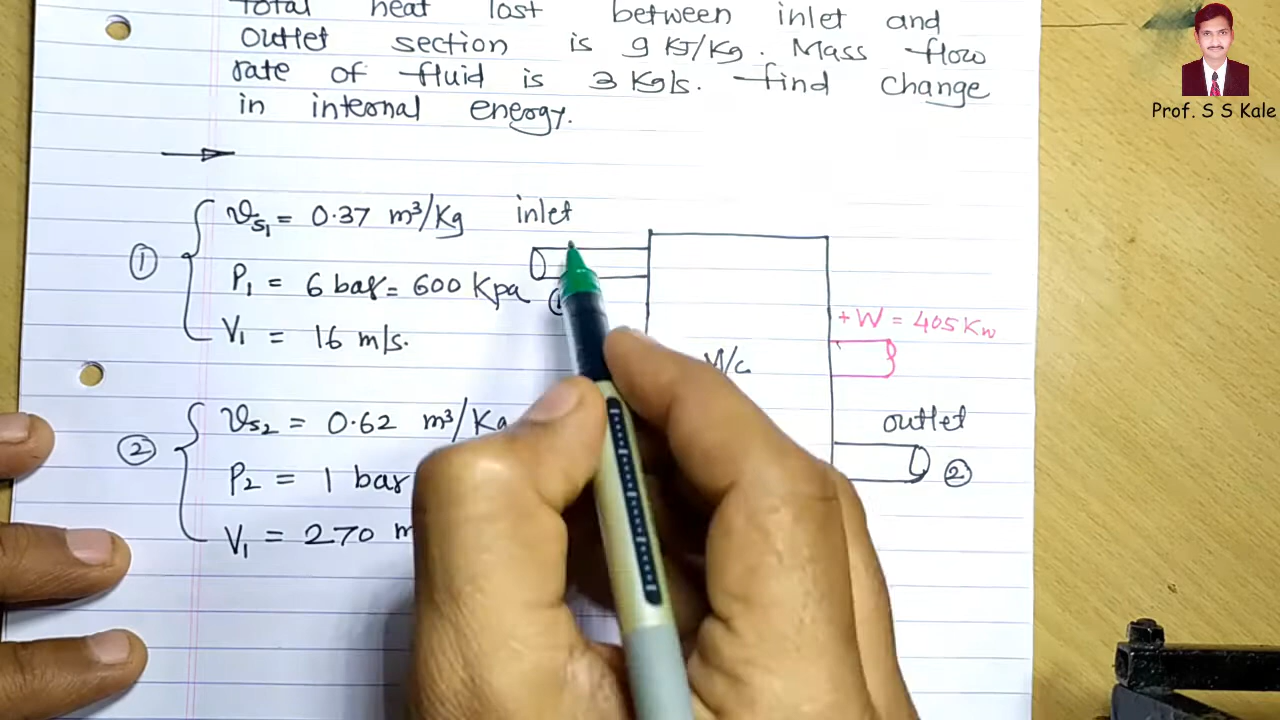 total heat lost between inlet and
outlet section is 9 KJ/Kg. Mass flow
rate of fluid is 3 Kg/s. find change
in internal energy.
Prof. S S Kale
① vs1 = 0.37 m³/Kg
P1 = 6 bar = 600 Kpa
V1 = 16 m/s.
inlet
+W = 405 Kw
M/c
outlet
②
② vs2 = 0.62 m³/Kg
P2 = 1 bar
V1 = 270 m